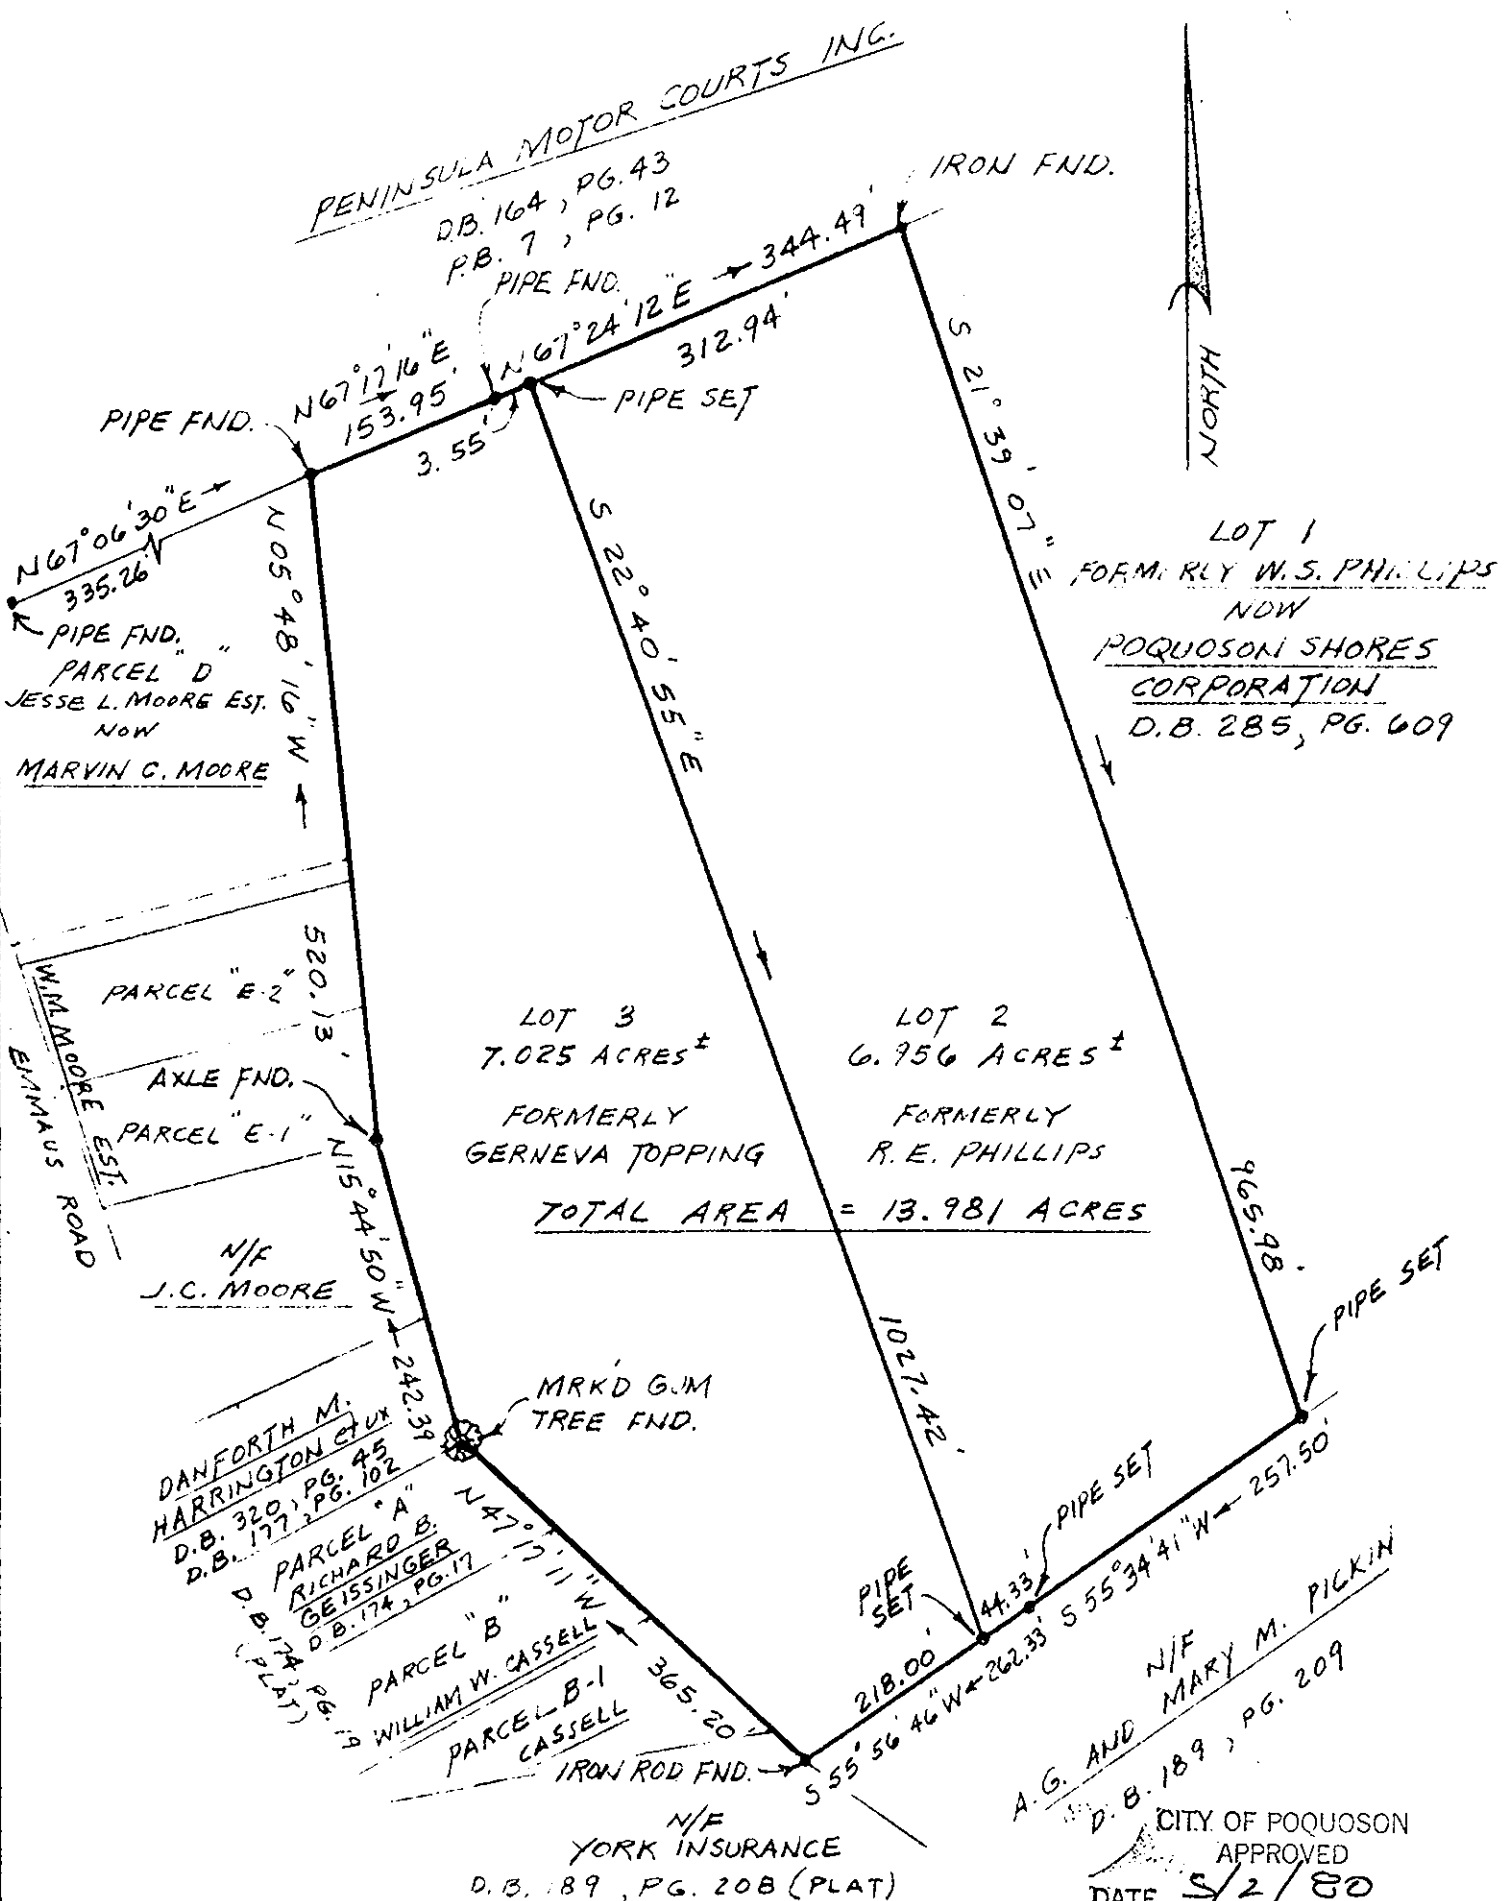 PENINSULA MOTOR COURTS INC.
D.B. 164, PG. 43
P.B. 7, PG. 12
PIPE FND.
IRON FND.
N 67° 24' 12" E → 344.49'
312.94'
N 67° 17' 16" E
153.95'
3.55'
PIPE SET
PIPE FND.
N 67° 06' 30" E →
335.26'
PIPE FND.
PARCEL "D"
JESSE L. MOORE EST.
NOW
MARVIN C. MOORE
NORTH
LOT 1
W.S. PHILLIPS
NOW
POQUOSON SHORES
CORPORATION
D.B. 285, PG. 609
N 05° 48' 16" W
520.13'
S 22° 40' 55" E
1027.42'
S 21° 39' 07" E
965.98'
PARCEL "E-2"
W.M. MOORE EST.
EMMAUS ROAD
AXLE FND.
PARCEL "E-1"
LOT 3
7.025 ACRES ±
FORMERLY
GERNEVA TOPPING
LOT 2
6.956 ACRES ±
FORMERLY
R.E. PHILLIPS
TOTAL AREA = 13.981 ACRES
N/F
J.C. MOORE
N 15° 44' 50" W ← 242.39
MRK'D GUM
TREE FND.
DANFORTH M.
HARRINGTON et ux
D.B. 320, PG. 45
D.B. 177, PG. 102
PARCEL "A"
RICHARD B.
GEISSINGER
D.B. 174, PG. 17
D.B. 174, PG. 19
(PLAT)
PARCEL "B"
WILLIAM W. CASSELL
PARCEL B-1
CASSELL
N 47° 17' 11" W
365.20
IRON ROD FND.
PIPE SET
PIPE SET
PIPE
SET
44.33'
218.00'
S 55° 56' 46" W ← 262.33'
S 55° 34' 41" W ← 257.50'
N/F
A.G. AND MARY M. PICKIN
D.B. 189, PG. 209
N/F
YORK INSURANCE
PG. 208 (PLAT)
CITY OF POQUOSON
APPROVED
DATE 5/2/80